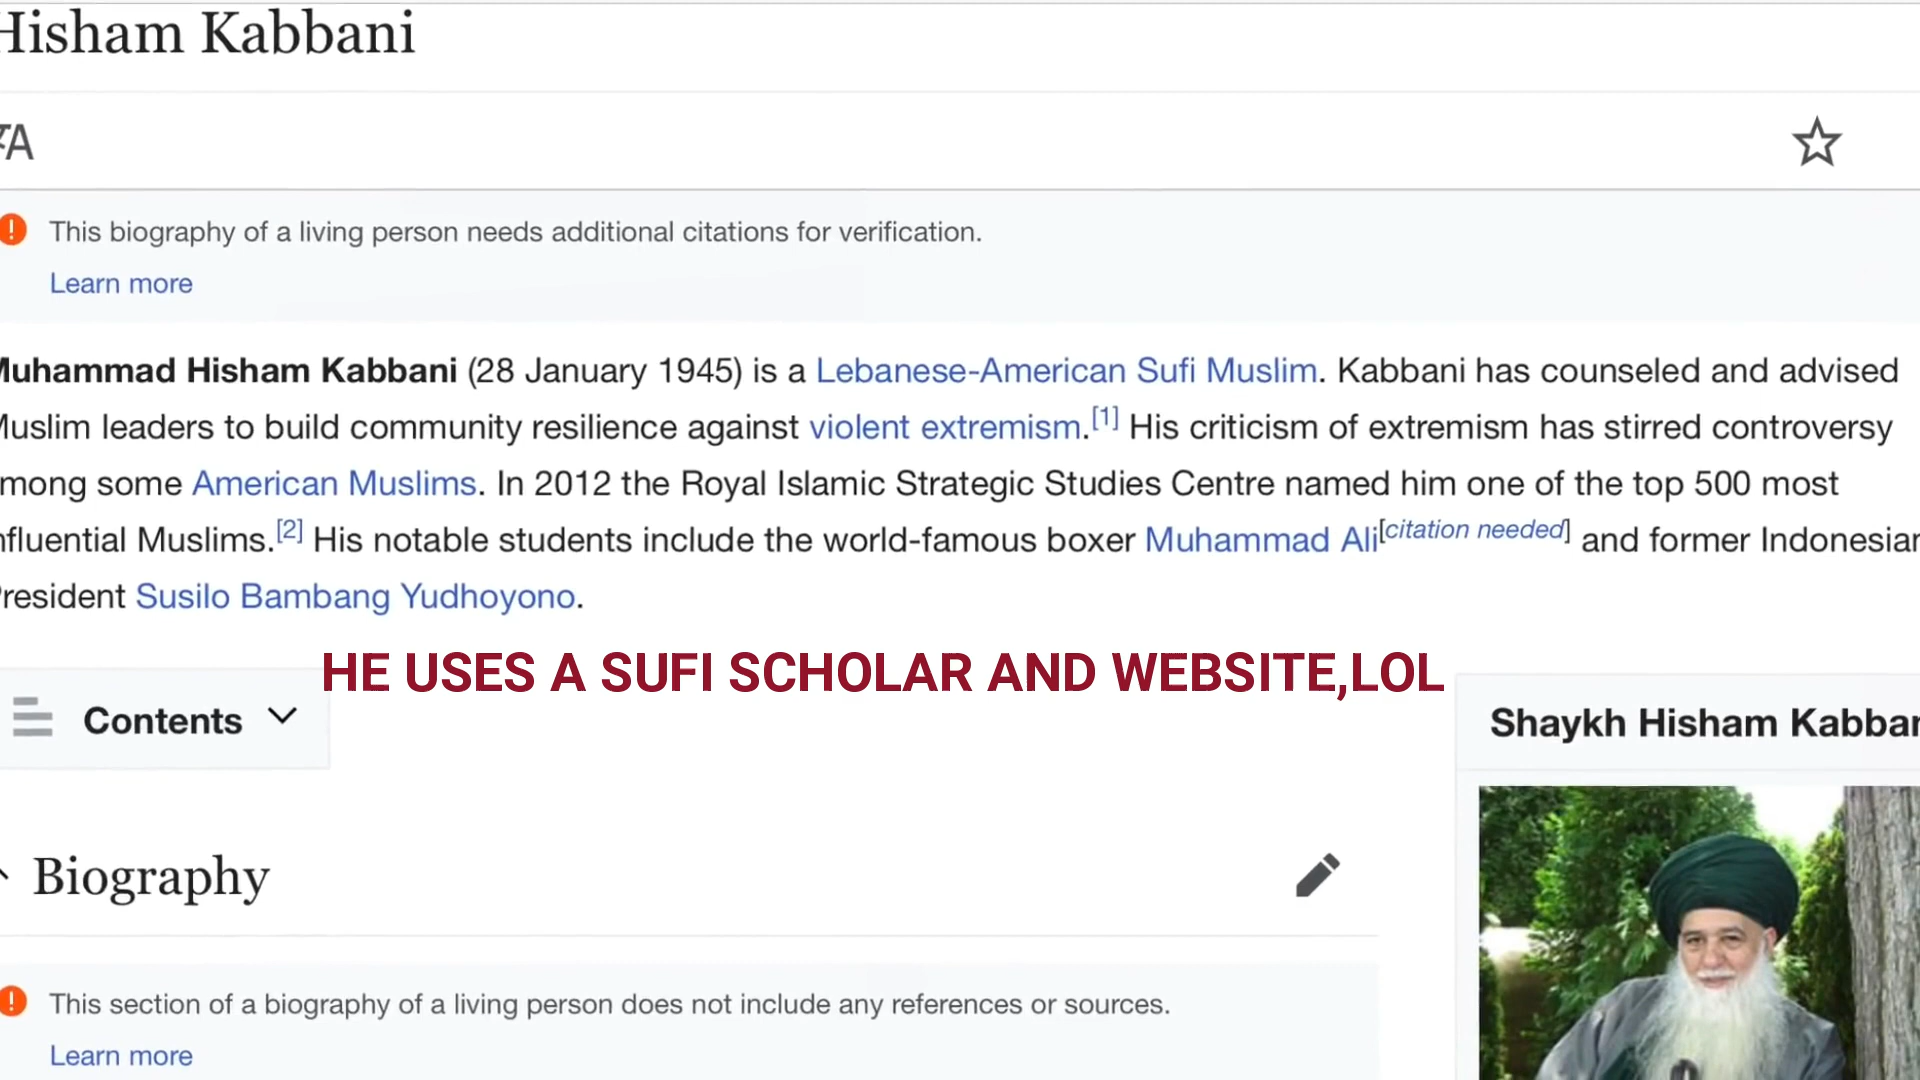 Hisham Kabbani
This biography of a living person needs additional citations for verification.
Learn more
Muhammad Hisham Kabbani (28 January 1945) is a Lebanese-American Sufi Muslim. Kabbani has counseled and advised
Muslim leaders to build community resilience against violent extremism.[1] His criticism of extremism has stirred controversy
among some American Muslims. In 2012 the Royal Islamic Strategic Studies Centre named him one of the top 500 most
influential Muslims.[2] His notable students include the world-famous boxer Muhammad Ali[citation needed] and former Indonesian
President Susilo Bambang Yudhoyono.
HE USES A SUFI SCHOLAR AND WEBSITE,LOL
Contents
Shaykh Hisham Kabban
Biography
This section of a biography of a living person does not include any references or sources.
Learn more